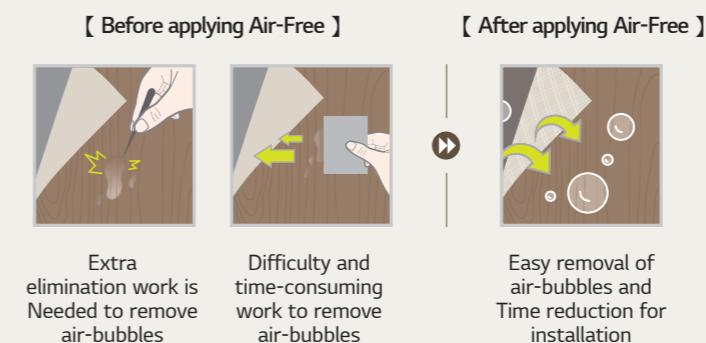 【 Before applying Air-Free 】
【 After applying Air-Free 】
Extra
elimination work is
Needed to remove
air-bubbles
Difficulty and
time-consuming
work to remove
air-bubbles
Easy removal of
air-bubbles and
Time reduction for
installation